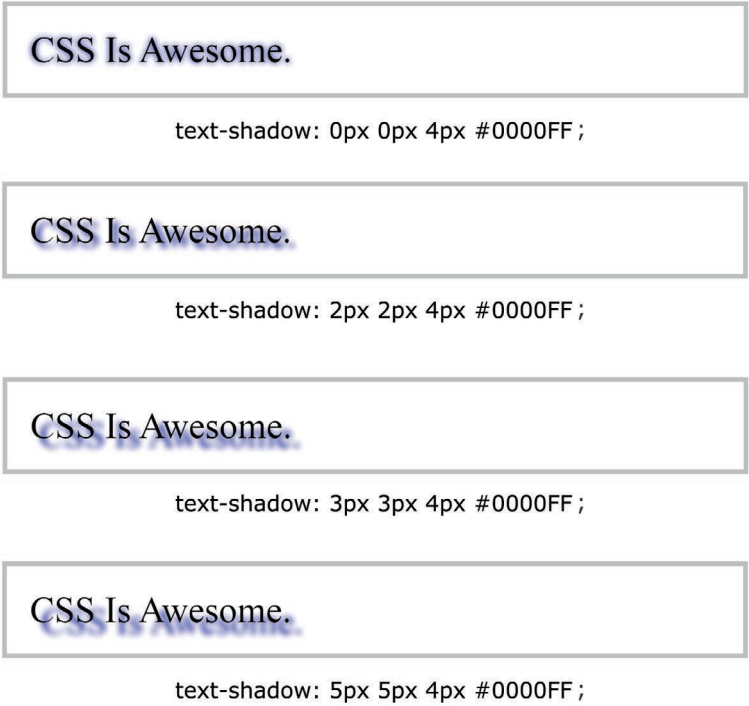 CSS Is Awesome.
text-shadow: 0px 0px 4px #0000FF;
CSS Is Awesome.
text-shadow: 2px 2px 4px #0000FF;
CSS Is Awesome.
text-shadow: 3px 3px 4px #0000FF;
CSS Is Awesome.
text-shadow: 5px 5px 4px #0000FF;